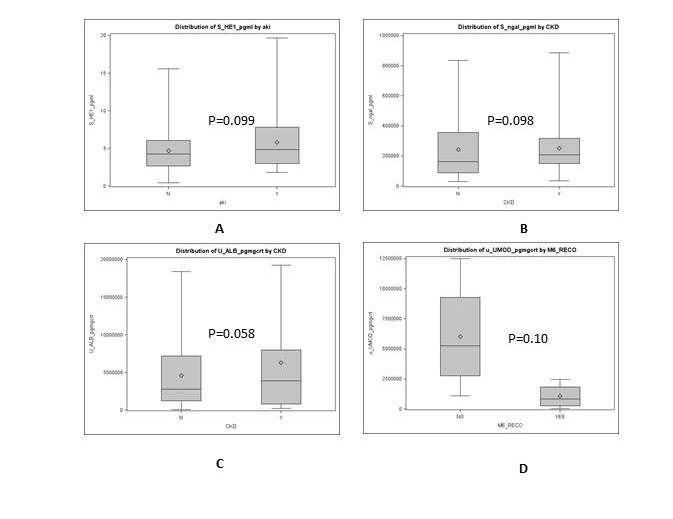 Distribution of S_HE1_pgml by aki
20
15
10
5
0
S_HE1_pgml
P=0.099
N Y
aki
A
Distribution of S_ngal_pgml by CKD
1000000
800000
600000
400000
200000
0
S_ngal_pgml
P=0.098
N Y
CKD
B
Distribution of U_ALB_pgmgcrt by CKD
20000000
15000000
10000000
5000000
0
U_ALB_pgmgcrt
P=0.058
N Y
CKD
C
Distribution of u_UMOD_pgmgcrt by M6_RECO
12500000
10000000
7500000
5000000
2500000
0
u_UMOD_pgmgcrt
P=0.10
NO YES
M6_RECO
D